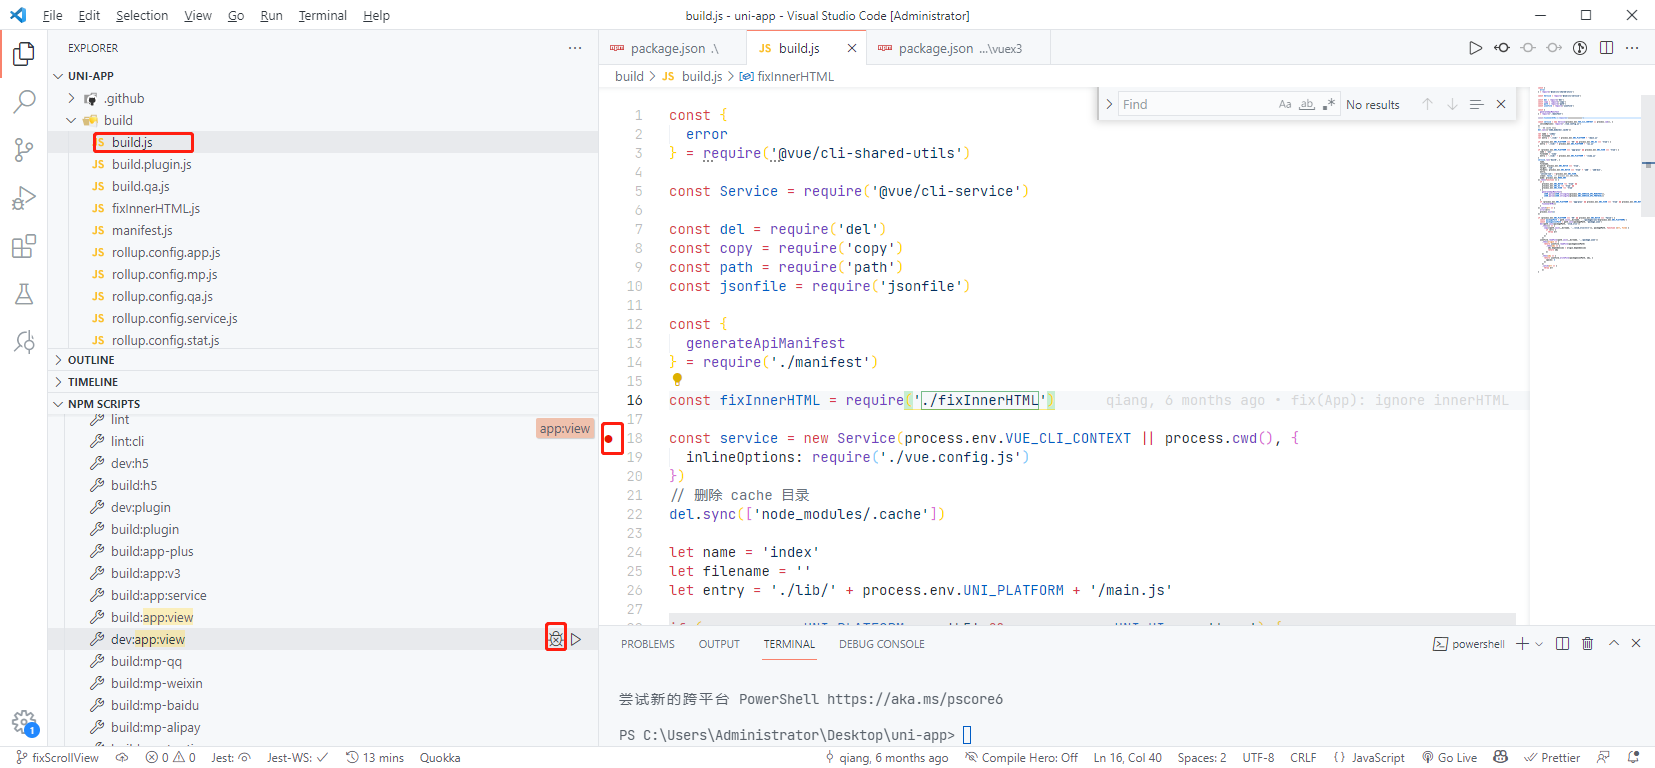 File Edit Selection View Go Run Terminal Help
build.js - uni-app - Visual Studio Code [Administrator]
EXPLORER
UNI-APP
.github
build
JS build.js
JS build.plugin.js
JS build.qa.js
JS fixInnerHTML.js
JS manifest.js
JS rollup.config.app.js
JS rollup.config.mp.js
JS rollup.config.qa.js
JS rollup.config.service.js
JS rollup.config.stat.js
OUTLINE
TIMELINE
NPM SCRIPTS
lint
app:view
lint:cli
dev:h5
build:h5
dev:plugin
build:plugin
build:app-plus
build:app:v3
build:app:service
build:app:view
dev:app:view
build:mp-qq
build:mp-weixin
build:mp-baidu
build:mp-alipay
package.json .\
JS build.js
package.json ...\vuex3
build > JS build.js > fixInnerHTML
Find Aa ab .* No results
1 const {
2 error
3 } = require('@vue/cli-shared-utils')
4
5 const Service = require('@vue/cli-service')
6
7 const del = require('del')
8 const copy = require('copy')
9 const path = require('path')
10 const jsonfile = require('jsonfile')
11
12 const {
13 generateApiManifest
14 } = require('./manifest')
15
16 const fixInnerHTML = require('./fixInnerHTML') qiang, 6 months ago • fix(App): ignore innerHTML
17
18 const service = new Service(process.env.VUE_CLI_CONTEXT || process.cwd(), {
19 inlineOptions: require('./vue.config.js')
20 })
21 // 删除 cache 目录
22 del.sync(['node_modules/.cache'])
23
24 let name = 'index'
25 let filename = ''
26 let entry = './lib/' + process.env.UNI_PLATFORM + '/main.js'
27
PROBLEMS OUTPUT TERMINAL DEBUG CONSOLE
powershell
尝试新的跨平台 PowerShell https://aka.ms/pscore6
PS C:\Users\Administrator\Desktop\uni-app>
1
fixScrollView 0 0 Jest: Jest-WS: 13 mins Quokka
qiang, 6 months ago Compile Hero: Off Ln 16, Col 40 Spaces: 2 UTF-8 CRLF {} JavaScript Go Live Prettier